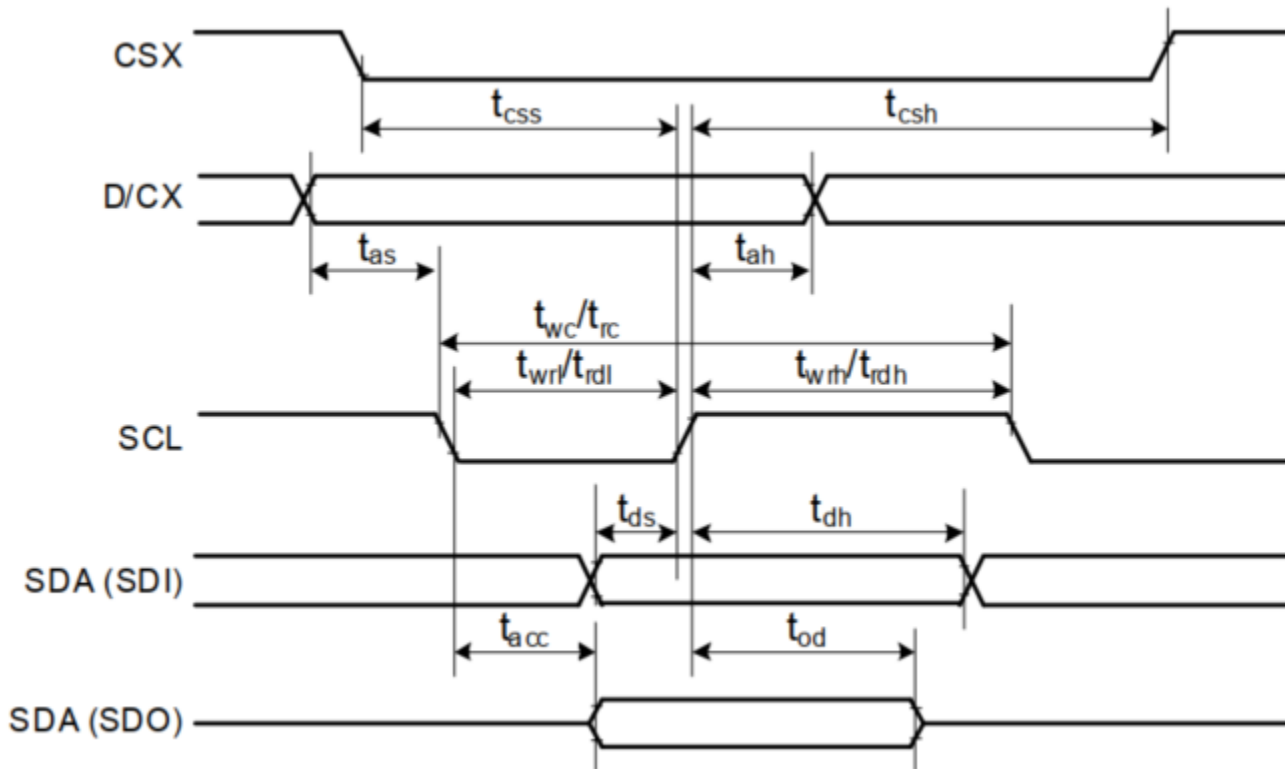 CSX
tcss
tcsh
D/CX
tas
tah
twc/trc
twrl/trdl
twrh/trdh
SCL
tds
tdh
SDA (SDI)
tacc
tod
SDA (SDO)